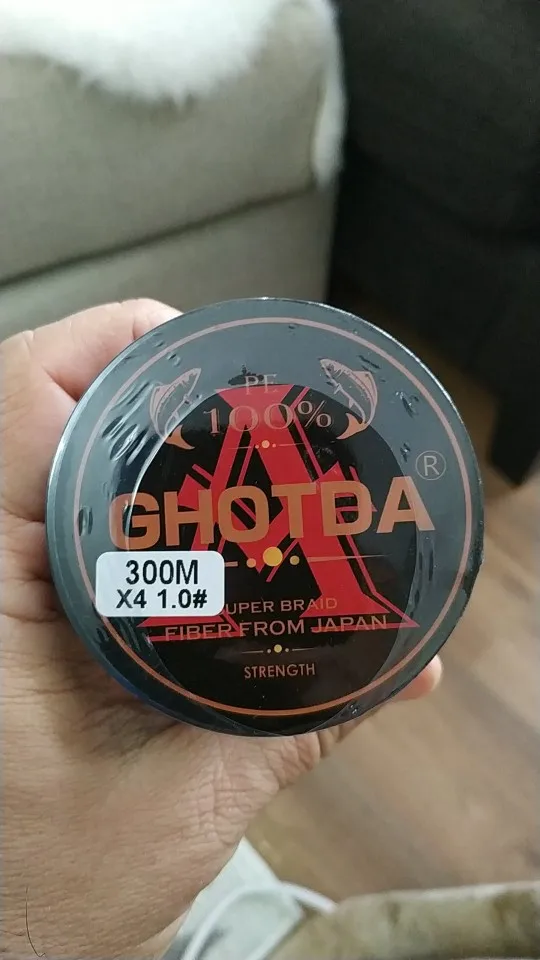 PE
100%
GHOTDA®
300M
X4 1.0#
UPER BRAID
FIBER FROM JAPAN
STRENGTH